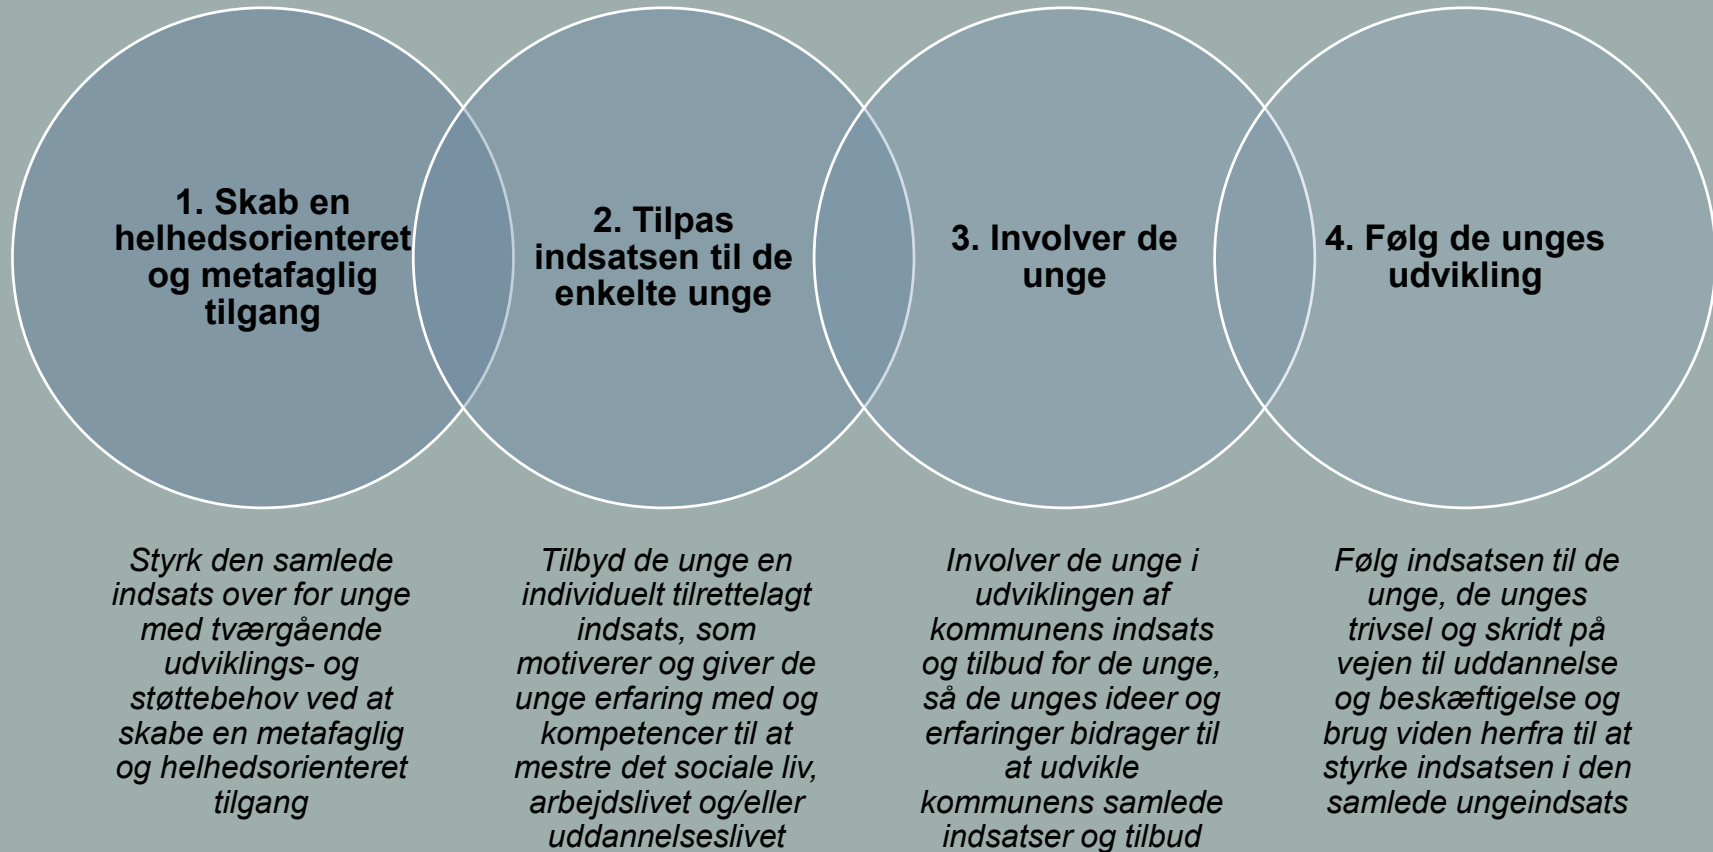 1. Skab en
helhedsorienteret
og metafaglig
tilgang
2. Tilpas
indsatsen til de
enkelte unge
3. Involver de
unge
4. Følg de unges
udvikling
Styrk den samlede
indsats over for unge
med tværgående
udviklings- og
støttebehov ved at
skabe en metafaglig
og helhedsorienteret
tilgang
Tilbyd de unge en
individuelt tilrettelagt
indsats, som
motiverer og giver de
unge erfaring med og
kompetencer til at
mestre det sociale liv,
arbejdslivet og/eller
uddannelseslivet
Involver de unge i
udviklingen af
kommunens indsats
og tilbud for de unge,
så de unges ideer og
erfaringer bidrager til
at udvikle
kommunens samlede
indsatser og tilbud
Følg indsatsen til de
unge, de unges
trivsel og skridt på
vejen til uddannelse
og beskæftigelse og
brug viden herfra til at
styrke indsatsen i den
samlede ungeindsats